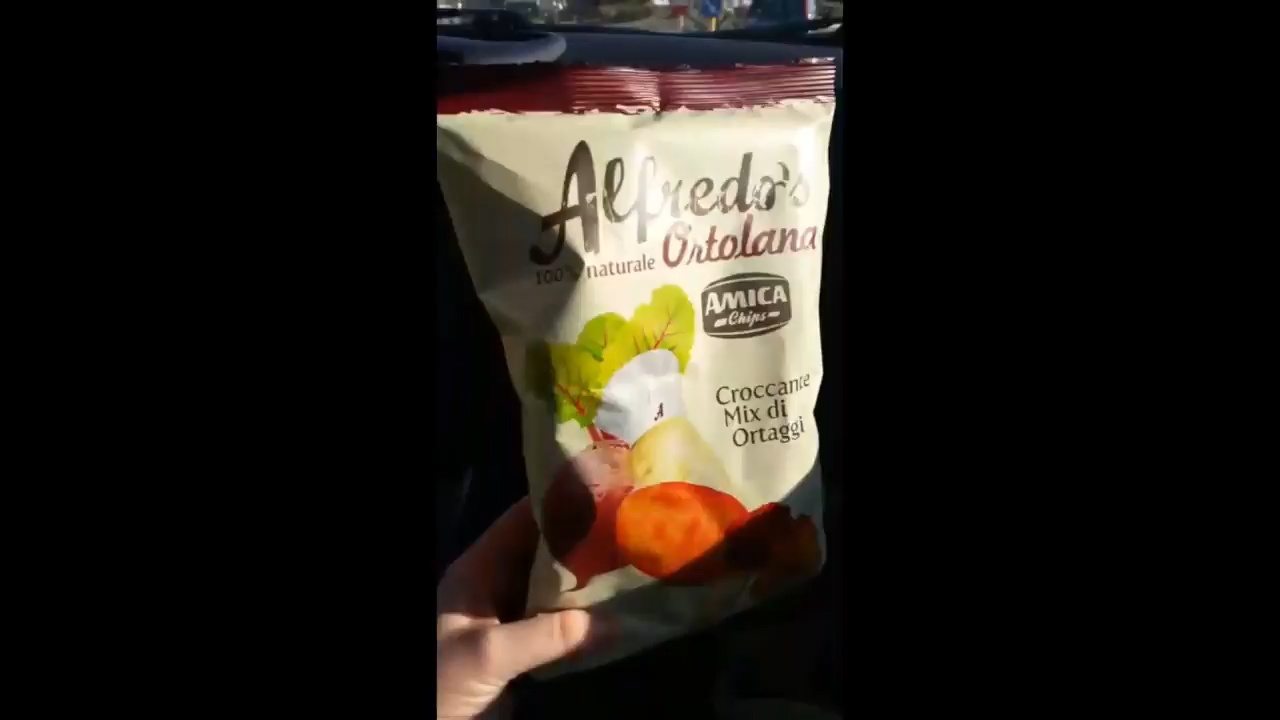 Alfredo's
Ortolana
100% naturale
AMICA
Chips
A
Croccante
Mix di
Ortaggi